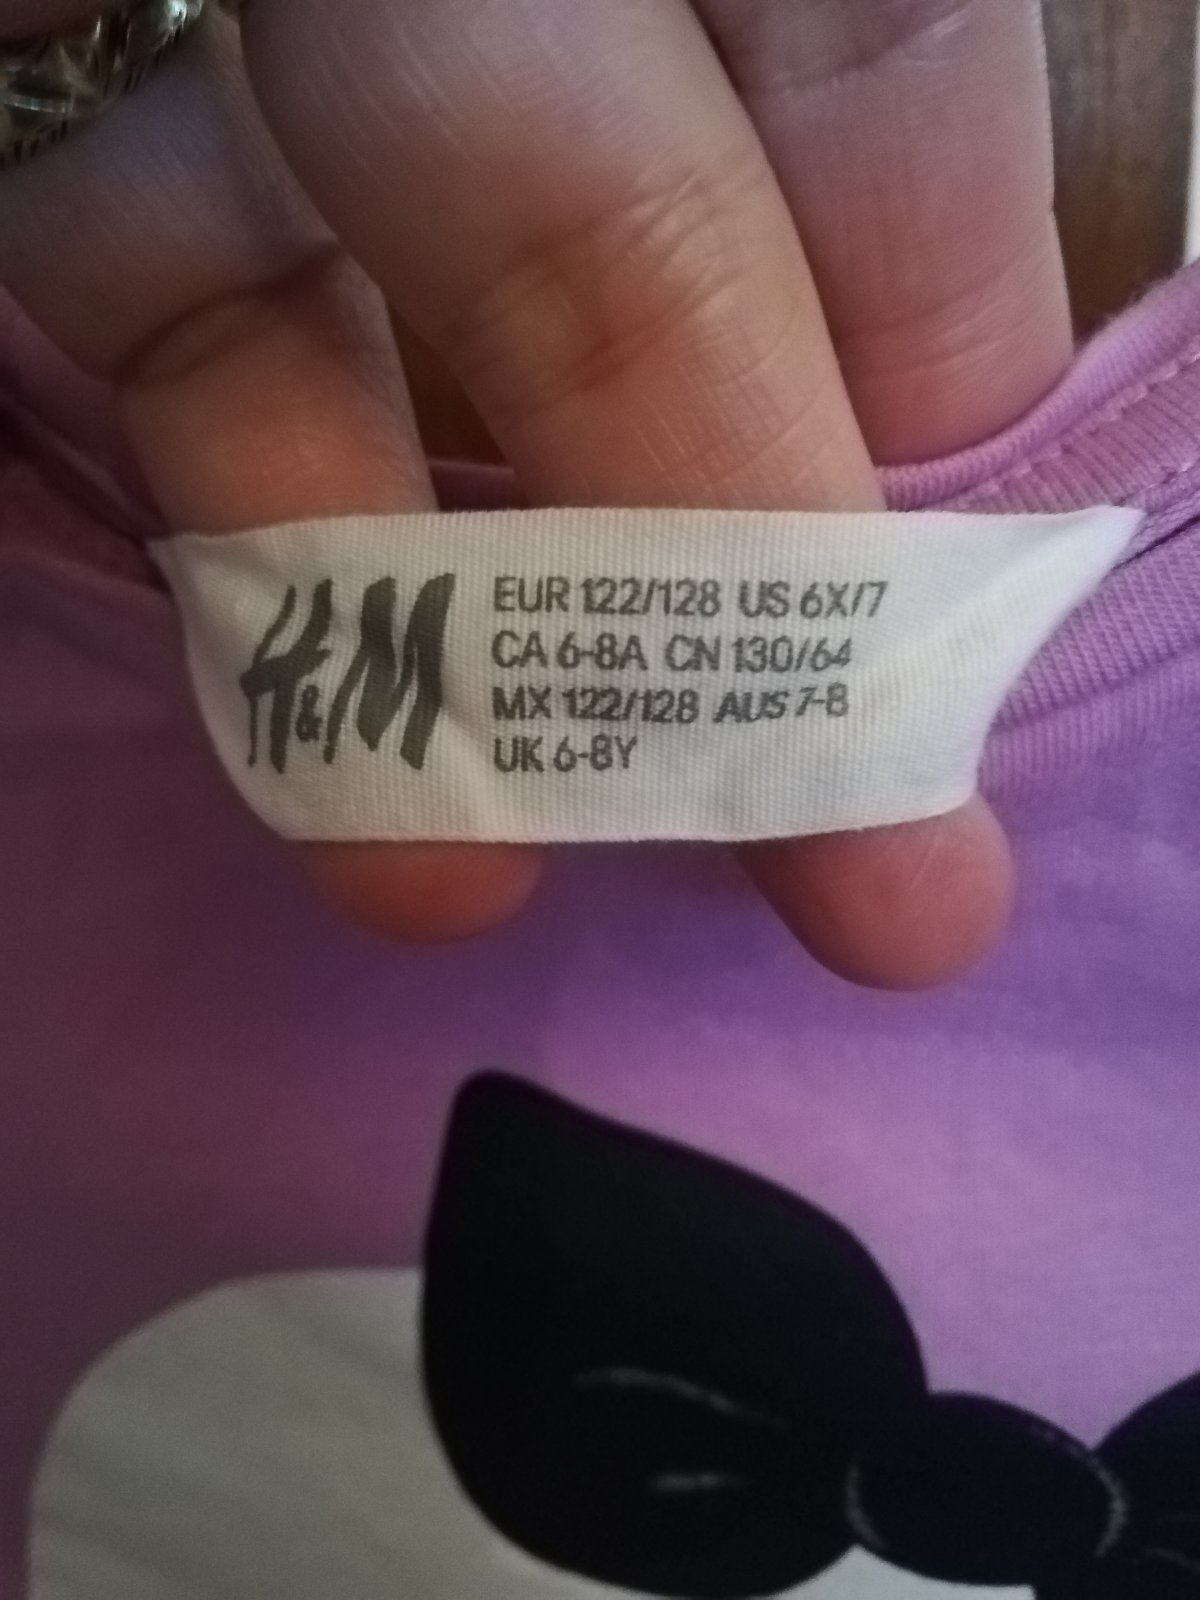 H&M
EUR 122/128 US 6X/7
CA 6-8A CN 130/64
MX 122/128 AUS 7-8
UK 6-8Y